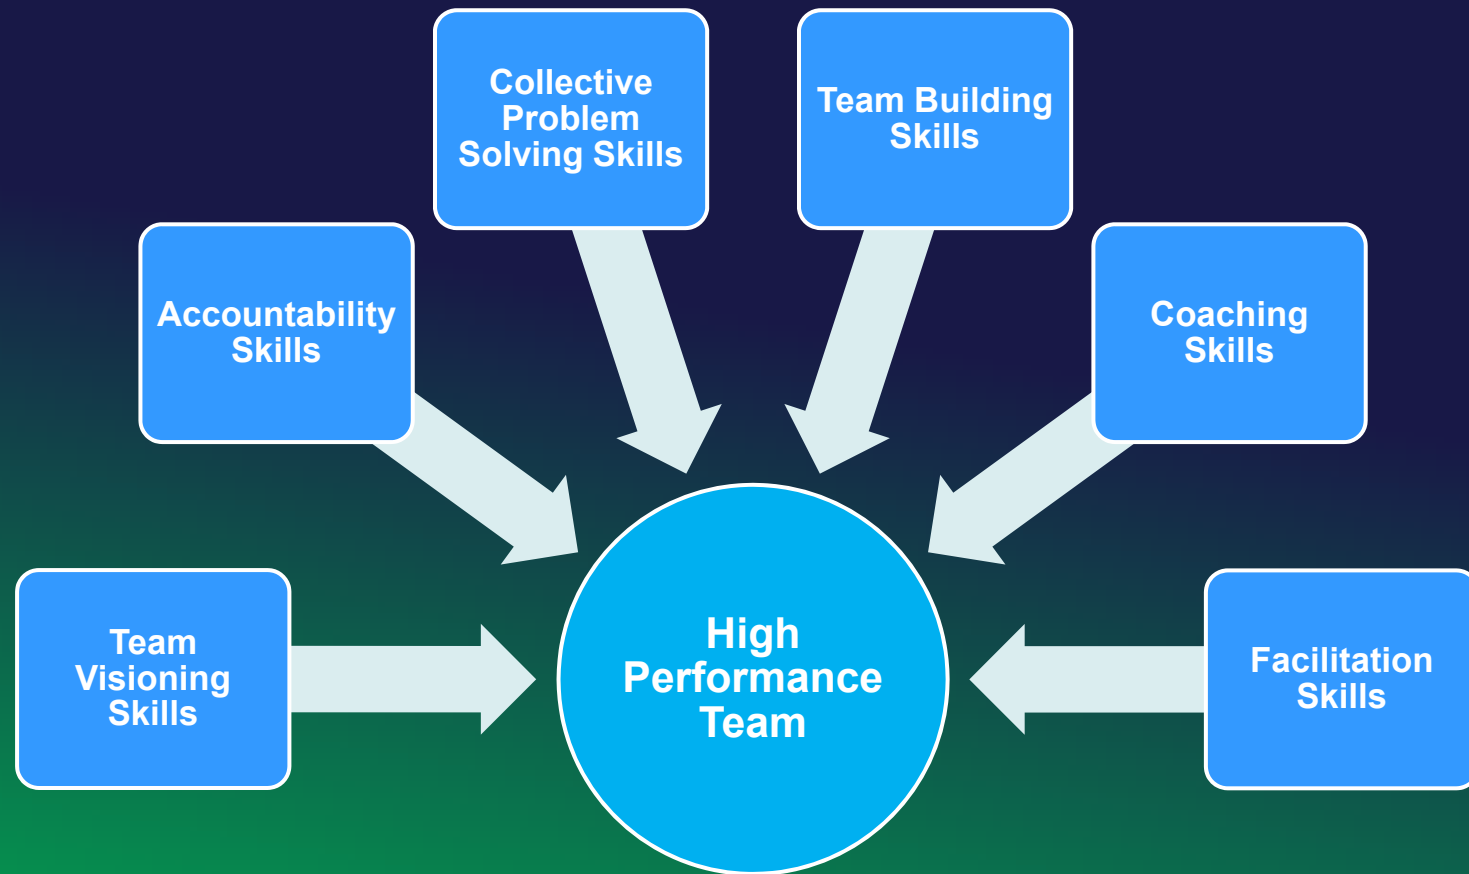 Collective
Problem
Solving Skills
Team Building
Skills
Accountability
Skills
Coaching
Skills
Team
Visioning
Skills
High
Performance
Team
Facilitation
Skills